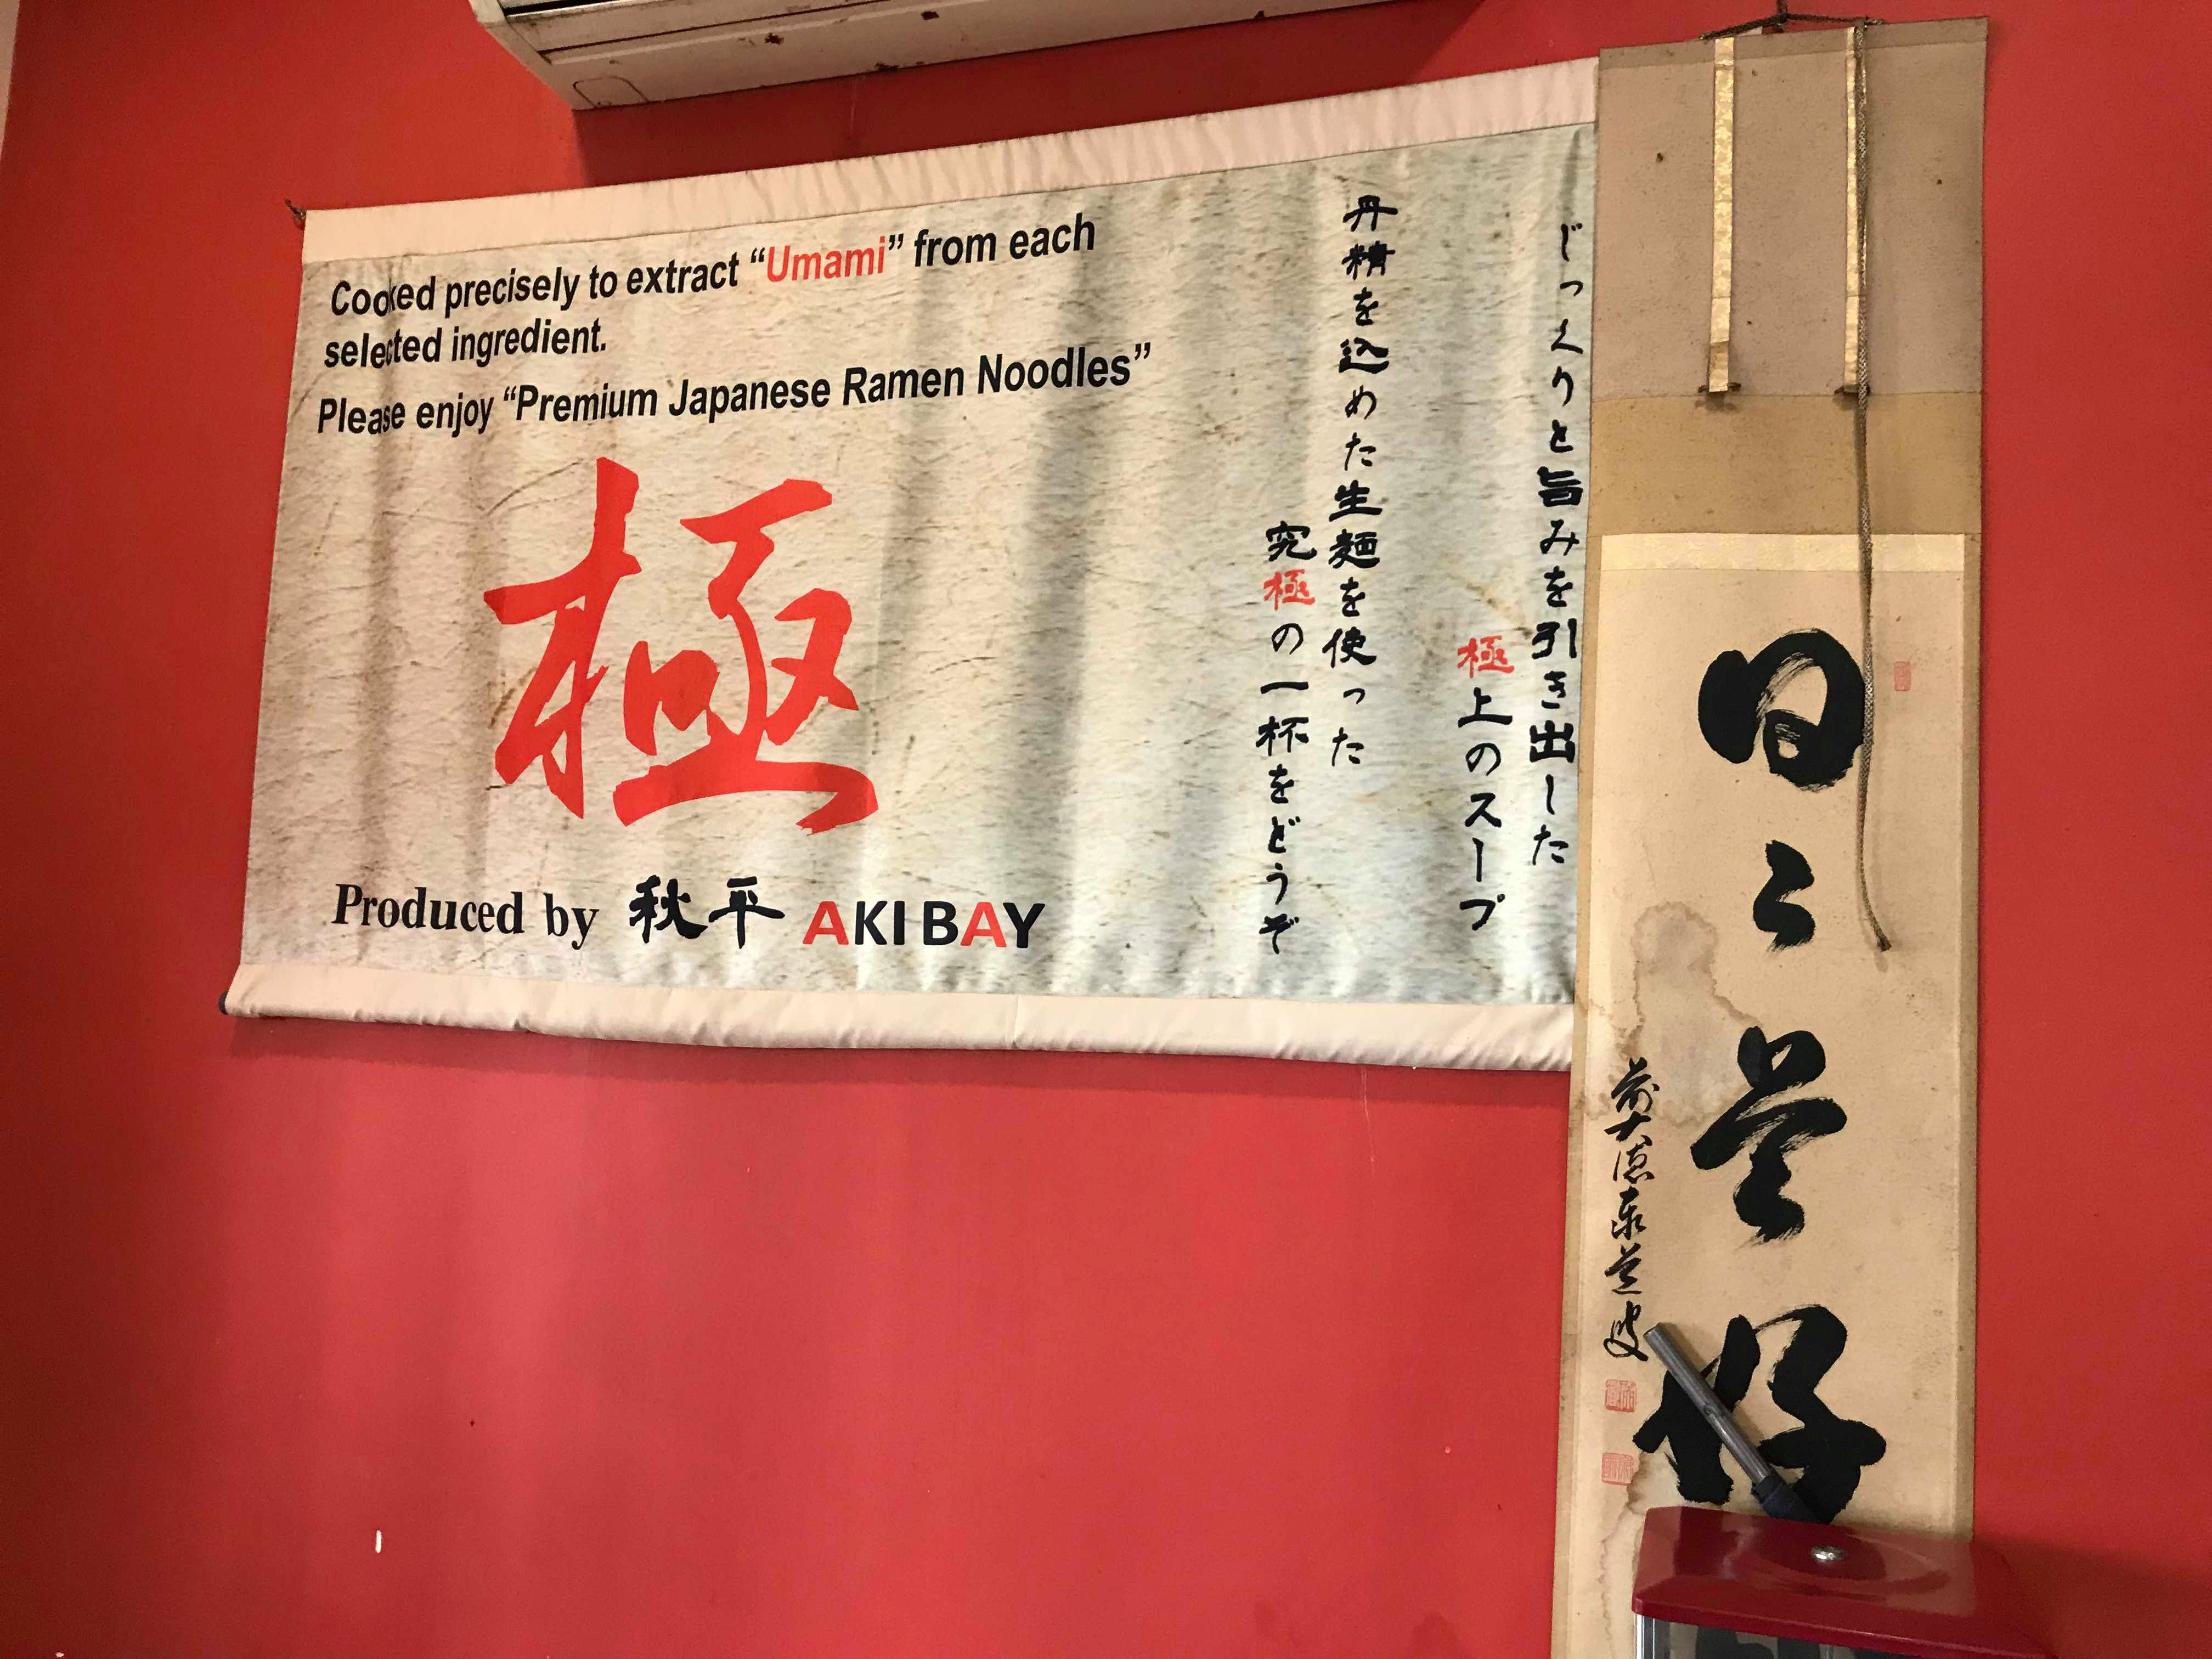 Cooked precisely to extract “Umami” from each
selected ingredient.
Please enjoy “Premium Japanese Ramen Noodles”
極
Produced by 秋平 AKIBAY
じっくりと旨みを引き出した
極上のスープ
丹精を込めた生麺を使った
究極の一杯をどうぞ
日々是好